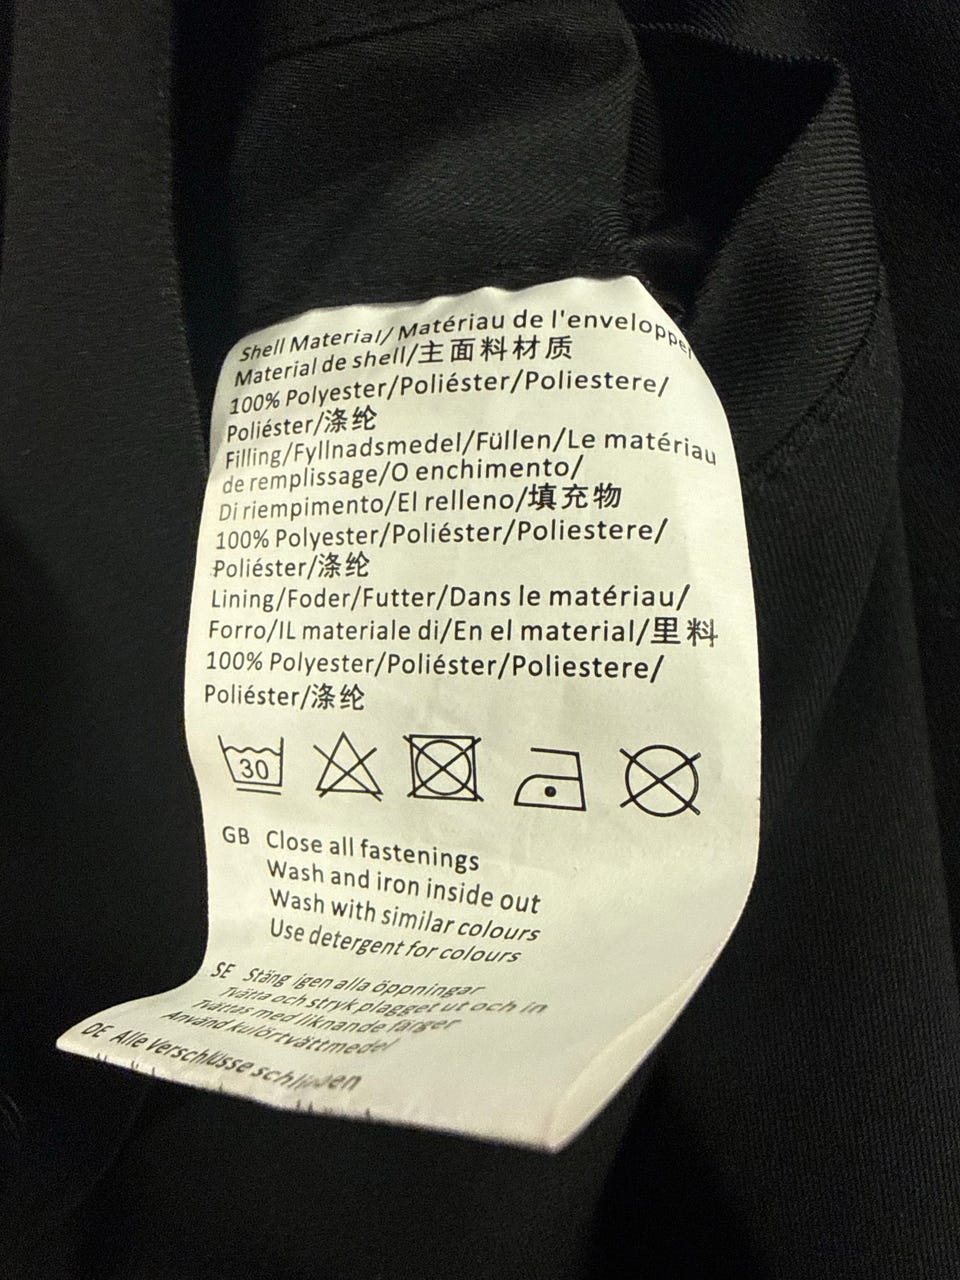 Shell Material/ Matériau de l'enveloppe/
Material de shell/主面料材质
100% Polyester/Poliéster/Poliestere/
Poliéster/涤纶
Filling/Fyllnadsmedel/Füllen/Le matériau
de remplissage/O enchimento/
Di riempimento/El relleno/填充物
100% Polyester/Poliéster/Poliestere/
Poliéster/涤纶
Lining/Foder/Futter/Dans le matériau/
Forro/IL materiale di/En el material/里料
100% Polyester/Poliéster/Poliestere/
Poliéster/涤纶
30
GB Close all fastenings
Wash and iron inside out
Wash with similar colours
Use detergent for colours
SE Stäng igen alla öppningar
Tvätta och stryk plagget ut och in
Tvättas med liknande färger
Använd kulörtvättmedel
DE Alle Verschlüsse